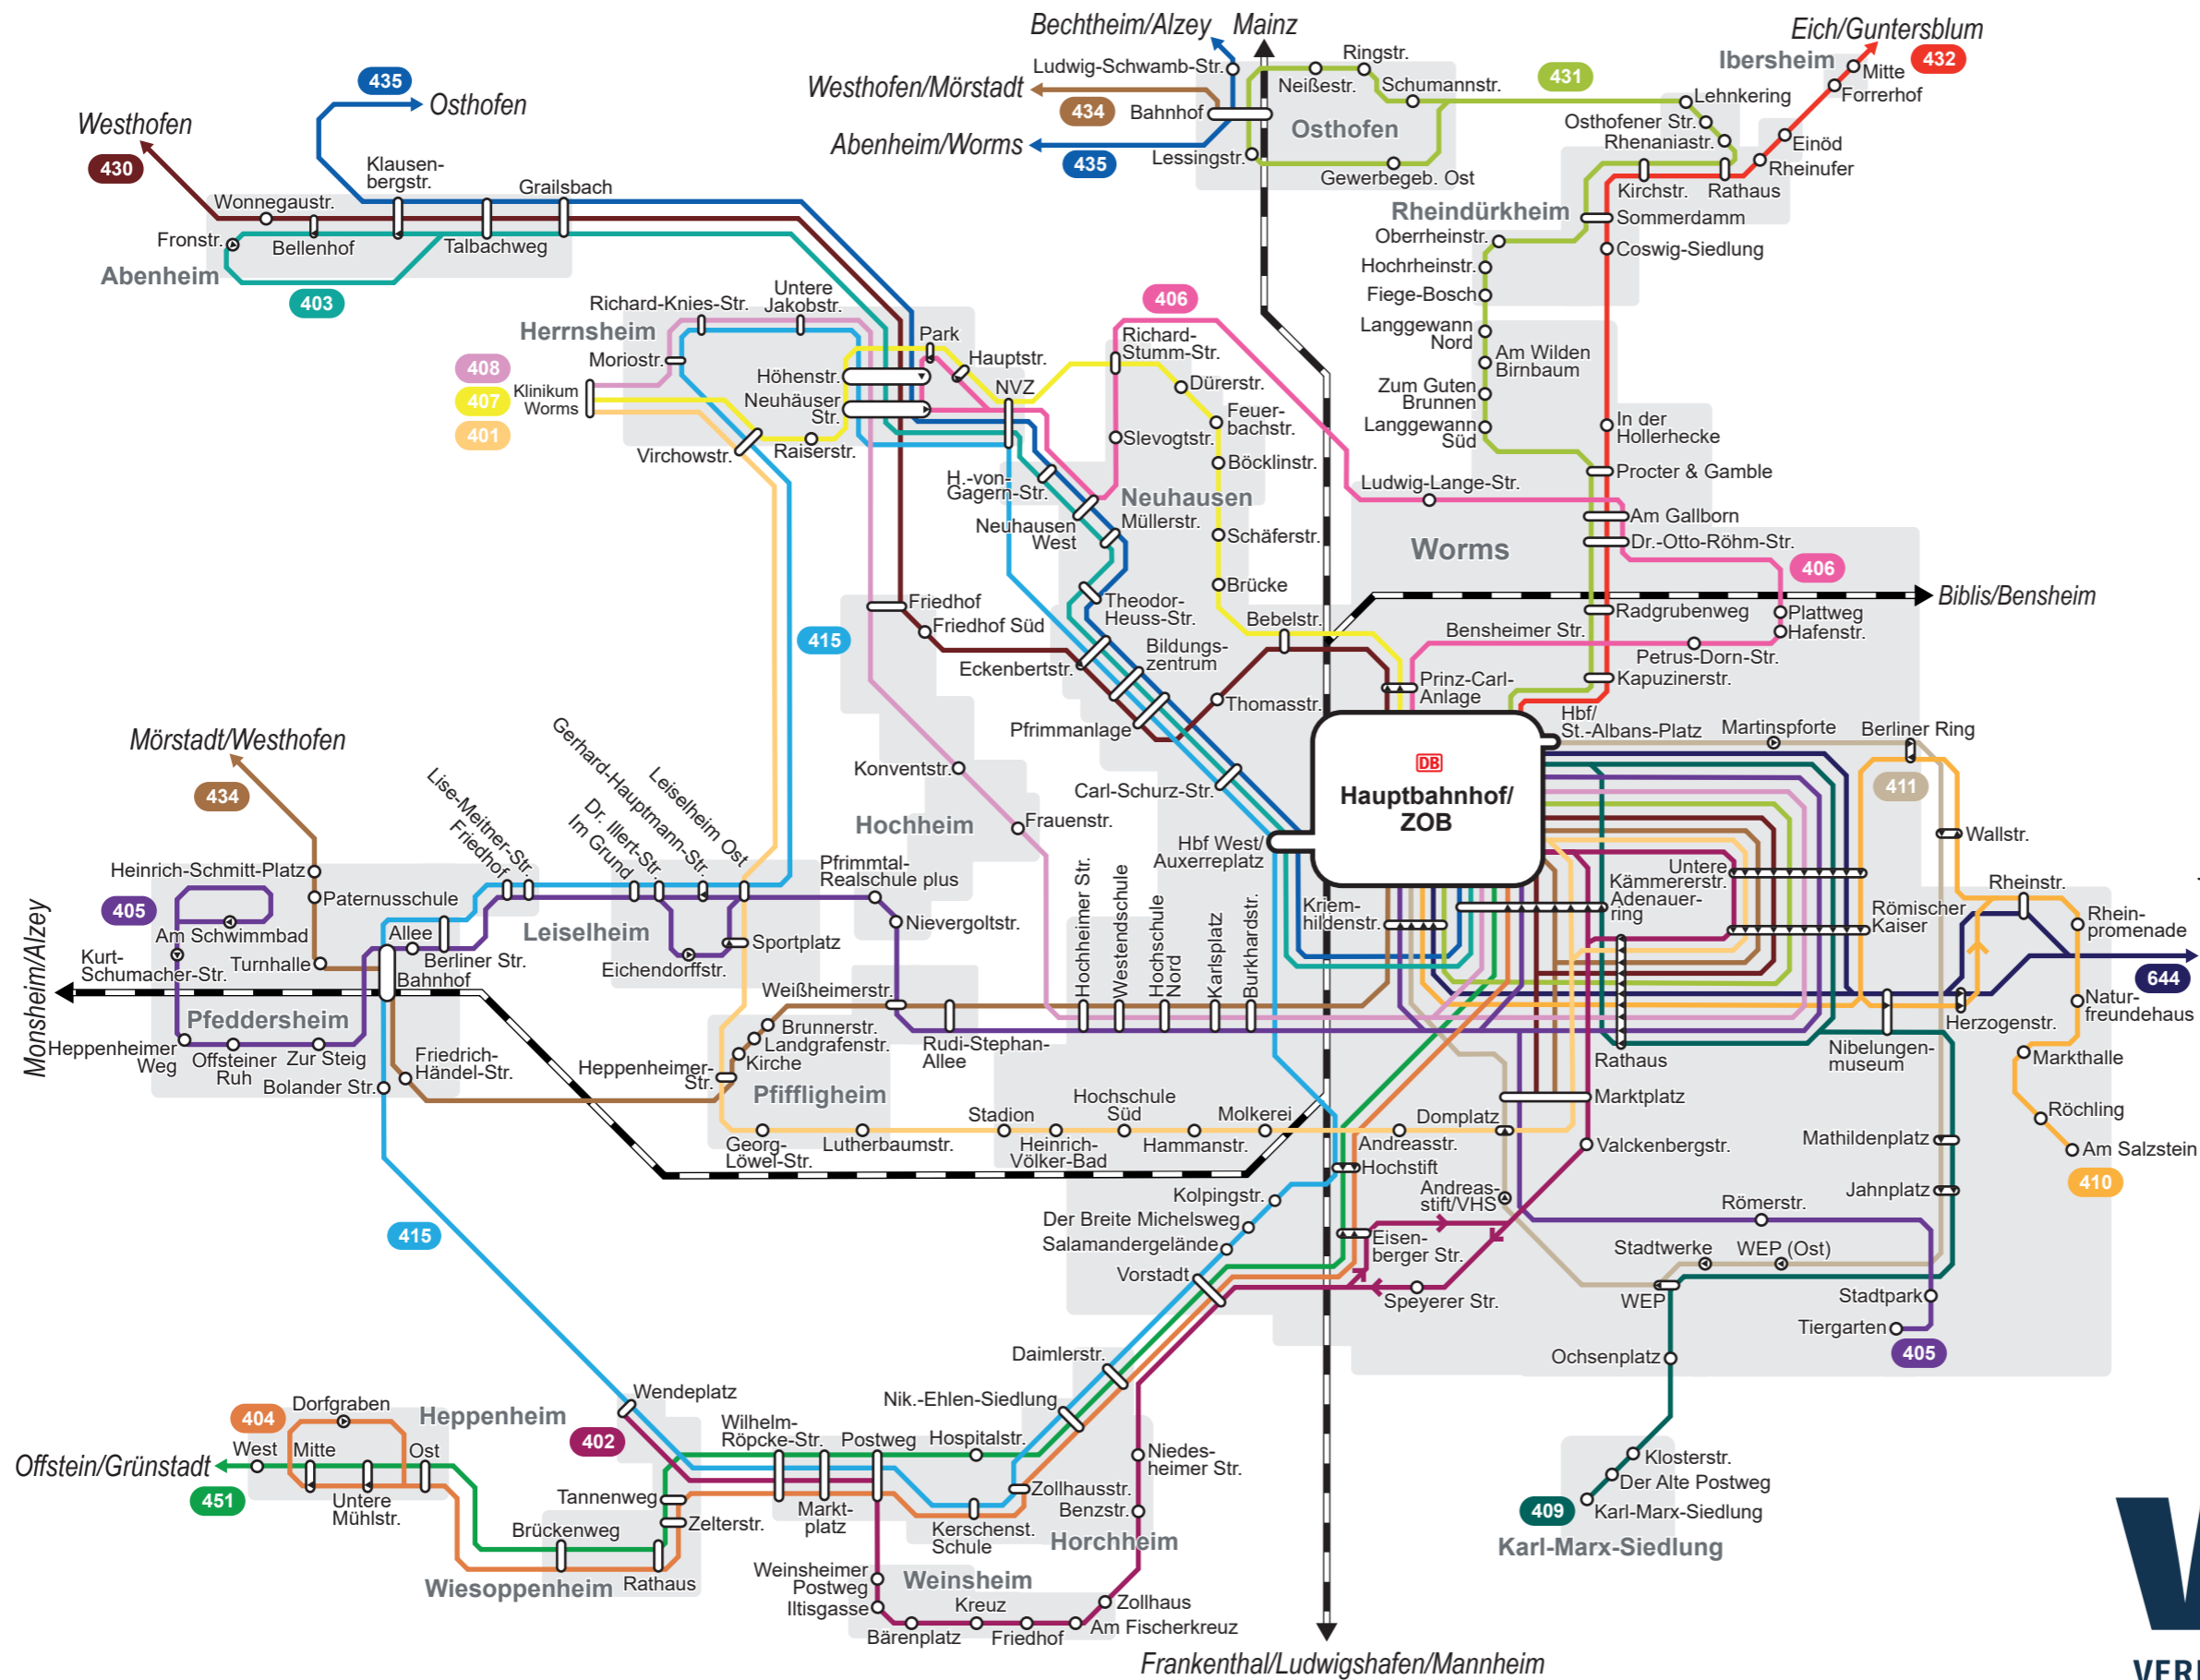 Bechtheim/Alzey
Mainz
Eich/Guntersblum
Ludwig-Schwamb-Str.
Ringstr.
Ibersheim
432
Westhofen/Mörstadt
434
Bahnhof
Neißestr.
Schumannstr.
431
Mitte
Forrerhof
Lehnkering
Osthofen
Osthofener Str.
Rhenaniastr.
Einöd
Rheinufer
Abenheim/Worms
435
Lessingstr.
Gewerbegeb. Ost
Kirchstr.
Rathaus
435
Osthofen
Westhofen
430
Klausen-
bergstr.
Grailsbach
Wonnegaustr.
Fronstr.
Bellenhof
Talbachweg
Abenheim
403
Rheindürkheim
Sommerdamm
Oberrheinstr.
Coswig-Siedlung
Hochrheinstr.
Fiege-Bosch
Langgewann
Nord
Am Wilden
Birnbaum
Zum Guten
Brunnen
Langgewann
Süd
In der
Hollerhecke
Procter & Gamble
Richard-Knies-Str.
Untere
Jakobstr.
Herrnsheim
Moriostr.
408
407
401
Klinikum
Worms
Höhenstr.
Neuhäuser
Str.
Park
Hauptstr.
NVZ
Virchowstr.
Raiserstr.
406
Richard-
Stumm-Str.
Dürerstr.
Feuer-
bachstr.
Slevogtstr.
Böcklinstr.
H.-von-
Gagern-Str.
Neuhausen
Neuhausen
West
Müllerstr.
Schäferstr.
Brücke
Ludwig-Lange-Str.
Am Gallborn
Dr.-Otto-Röhm-Str.
Worms
406
Biblis/Bensheim
Radgrubenweg
Plattweg
Hafenstr.
Bensheimer Str.
Petrus-Dorn-Str.
Kapuzinerstr.
Theodor-
Heuss-Str.
Bebelstr.
Bildungs-
zentrum
Friedhof
Friedhof Süd
Eckenbertstr.
Prinz-Carl-
Anlage
Thomasstr.
Pfrimmanlage
415
Konventstr.
Carl-Schurz-Str.
Hochheim
Frauenstr.
Hbf West/
Auxerreplatz
DB
Hauptbahnhof/
ZOB
Hbf/
St.-Albans-Platz
Martinspforte
Berliner Ring
411
Wallstr.
Untere
Kämmererstr.
Adenauer-
ring
Kriem-
hildenstr.
Römischer
Kaiser
Rheinstr.
Rhein-
promenade
644
Natur-
freundehaus
Herzogenstr.
Nibelungen-
museum
Markthalle
Röchling
Am Salzstein
410
Mörstadt/Westhofen
434
Heinrich-Schmitt-Platz
405
Paternusschule
Am Schwimmbad
Turnhalle
Kurt-
Schumacher-Str.
Monsheim/Alzey
Allee
Berliner Str.
Bahnhof
Pfeddersheim
Heppenheimer
Weg
Offsteiner
Ruh
Zur Steig
Bolander Str.
Friedrich-
Händel-Str.
Lise-Meitner-Str.
Friedhof
Gerhard-Hauptmann-Str.
Dr. Illert-Str.
Im Grund
Leiselheim Ost
Leiselheim
Eichendorffstr.
Sportplatz
Pfrimmtal-
Realschule plus
Nievergoltstr.
Weißheimerstr.
Brunnerstr.
Landgrafenstr.
Kirche
Heppenheimer-
Str.
Pfiffligheim
Rudi-Stephan-
Allee
Hochheimer Str.
Westendschule
Hochschule
Nord
Karlsplatz
Burkhardstr.
Georg-
Löwel-Str.
Lutherbaumstr.
Stadion
Heinrich-
Völker-Bad
Hochschule
Süd
Hammanstr.
Molkerei
Andreasstr.
Domplatz
Rathaus
Marktplatz
Valckenbergstr.
Mathildenplatz
Jahnplatz
Römerstr.
Hochstift
Andreas-
stift/VHS
Eisen-
berger Str.
Speyerer Str.
Stadtwerke
WEP (Ost)
WEP
Stadtpark
Tiergarten
405
Ochsenplatz
Kolpingstr.
Der Breite Michelsweg
Salamandergelände
Vorstadt
Daimlerstr.
Nik.-Ehlen-Siedlung
415
Wendeplatz
Heppenheim
402
404
Dorfgraben
West
Mitte
Ost
Offstein/Grünstadt
451
Untere
Mühlstr.
Brückenweg
Wiesoppenheim
Rathaus
Tannenweg
Zelterstr.
Wilhelm-
Röpcke-Str.
Markt-
platz
Postweg
Hospitalstr.
Kerschenst.
Schule
Zollhausstr.
Benzstr.
Horchheim
Niedes-
heimer Str.
Weinsheimer
Postweg
Iltisgasse
Weinsheim
Bärenplatz
Kreuz
Friedhof
Am Fischerkreuz
Zollhaus
Klosterstr.
Der Alte Postweg
409
Karl-Marx-Siedlung
Karl-Marx-Siedlung
Frankenthal/Ludwigshafen/Mannheim